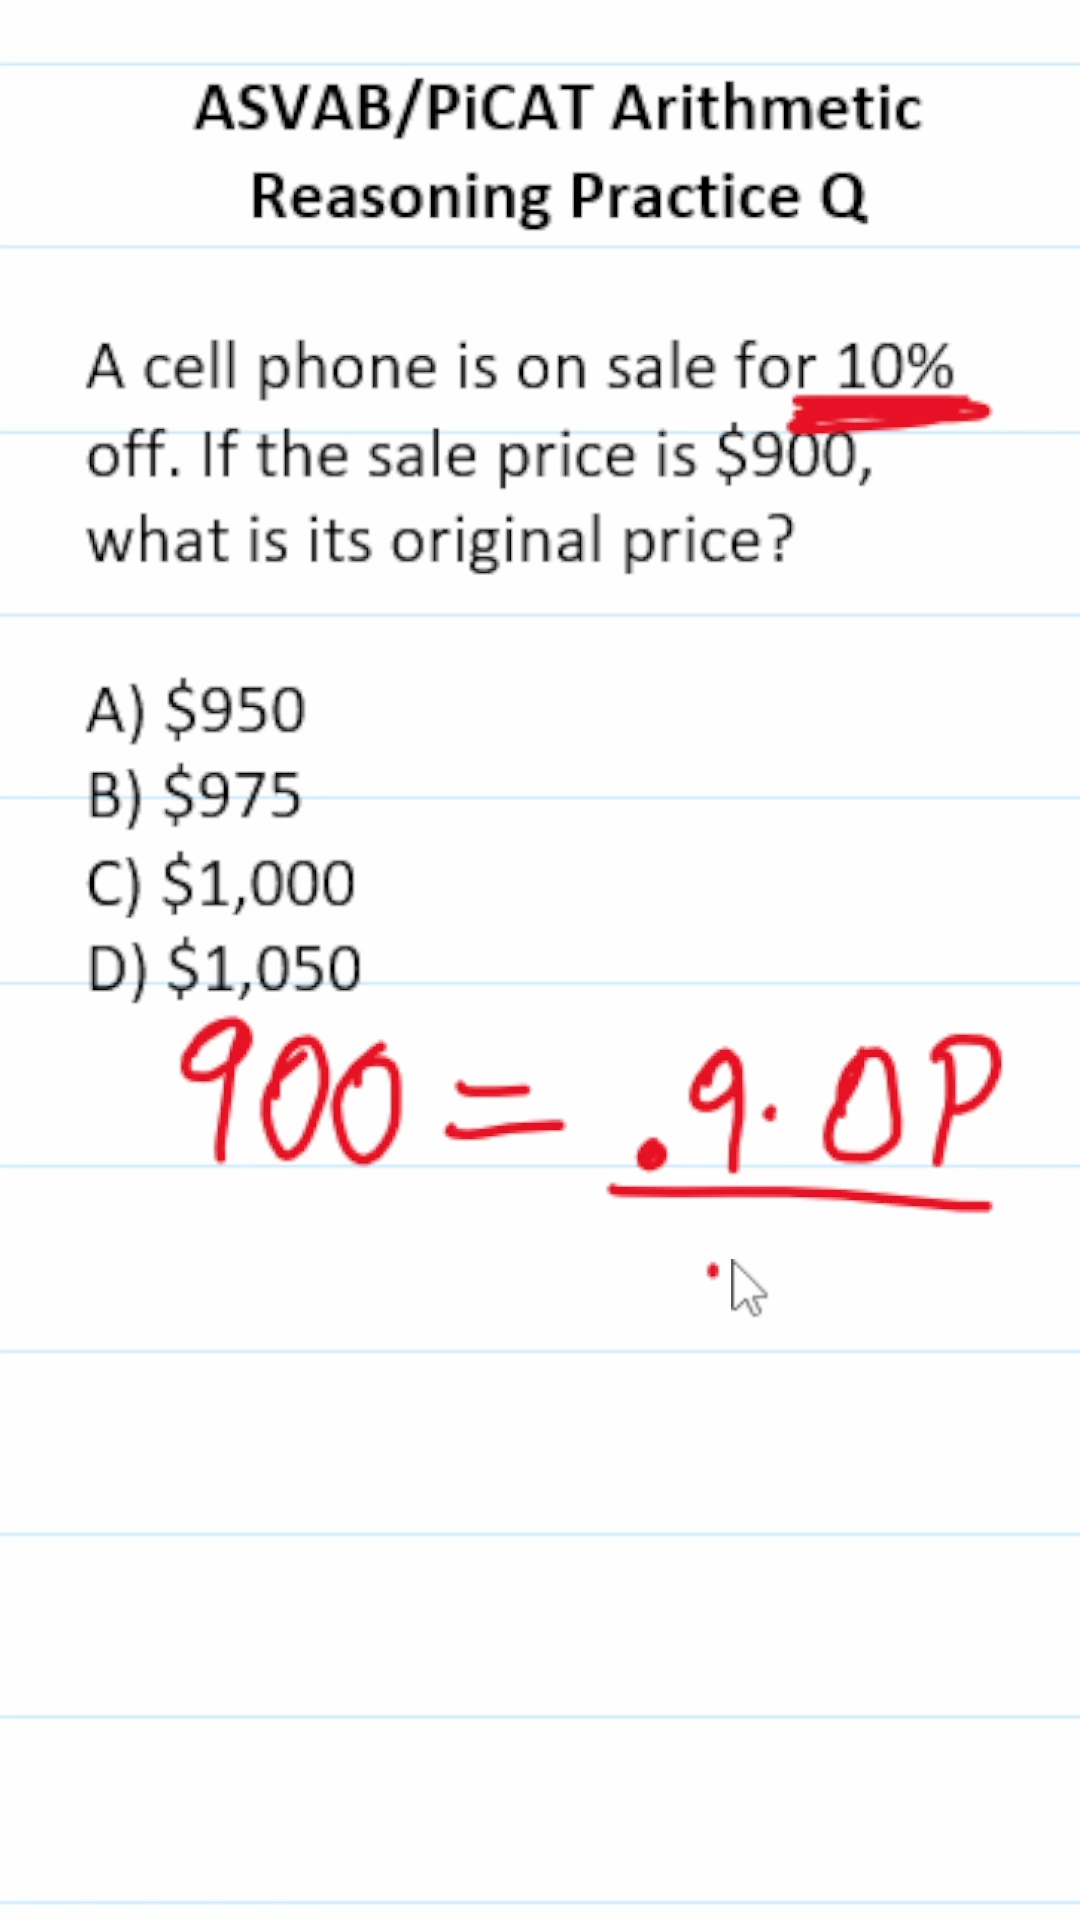 ASVAB/PiCAT Arithmetic
Reasoning Practice Q
A cell phone is on sale for 10%
off. If the sale price is $900,
what is its original price?
A) $950
B) $975
C) $1,000
D) $1,050
900 = .9 · OP
.